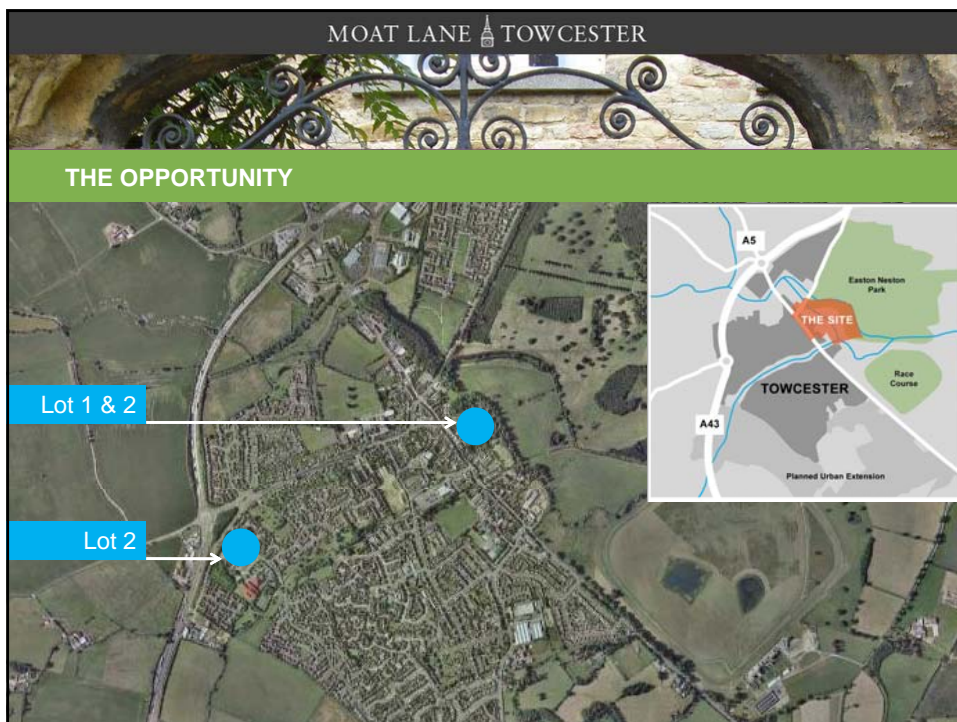 MOAT LANE TOWCESTER
THE OPPORTUNITY
Lot 1 & 2
Lot 2
A5
Easton Neston
Park
THE SITE
Race
Course
TOWCESTER
A43
Planned Urban Extension